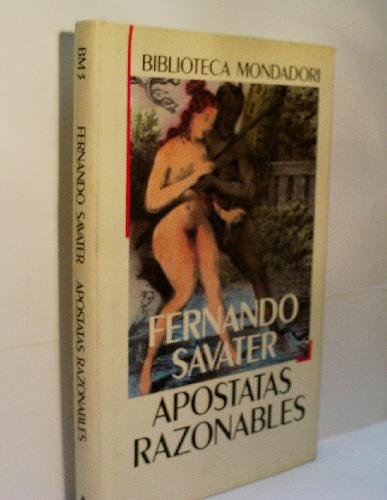 BM 3 FERNANDO SAVATER APOSTATAS RAZONABLES
BIBLIOTECA MONDADORI
FERNANDO
SAVATER
APOSTATAS
RAZONABLES